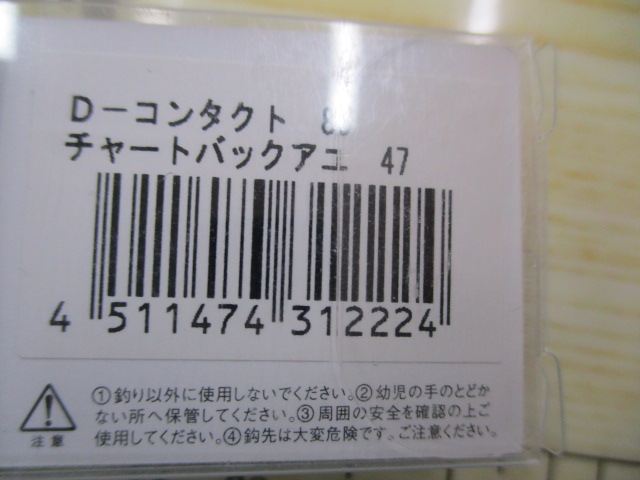 D－コンタクト
チャートバックアユ 47
4 511474 312224
①釣り以外に使用しないでください。②幼児の手のとどか
ない所へ保管してください。③周囲の安全を確認の上ご
使用してください。④鈎先は大変危険です、ご注意ください。
注意